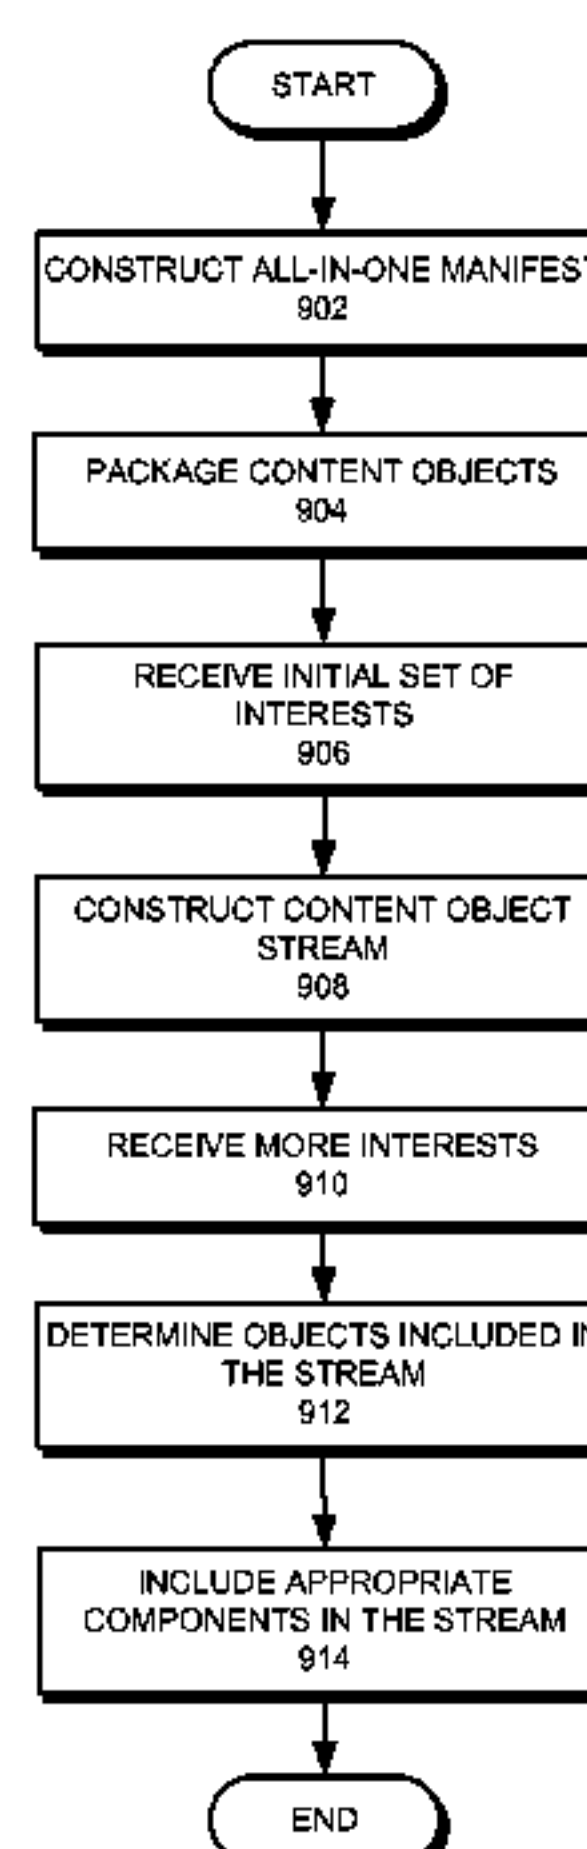 START
CONSTRUCT ALL-IN-ONE MANIFEST
902
PACKAGE CONTENT OBJECTS
904
RECEIVE INITIAL SET OF
INTERESTS
906
CONSTRUCT CONTENT OBJECT
STREAM
908
RECEIVE MORE INTERESTS
910
DETERMINE OBJECTS INCLUDED IN
THE STREAM
912
INCLUDE APPROPRIATE
COMPONENTS IN THE STREAM
914
END